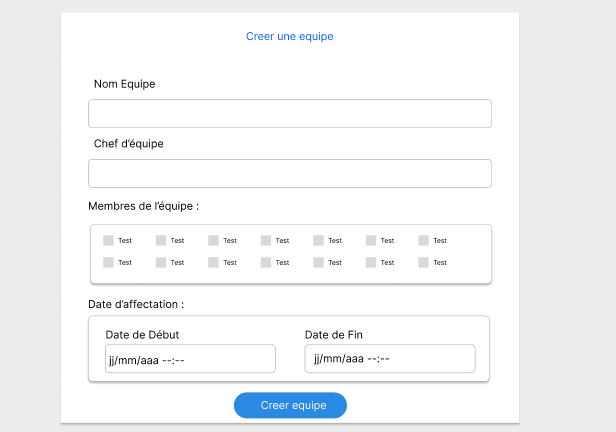 Creer une equipe
Nom Equipe
Chef d'équipe
Membres de l'équipe :
Test Test Test Test Test Test Test
Test Test Test Test Test Test Test
Date d'affectation :
Date de Début Date de Fin
jj/mm/aaa --:-- jj/mm/aaa --:--
Creer equipe